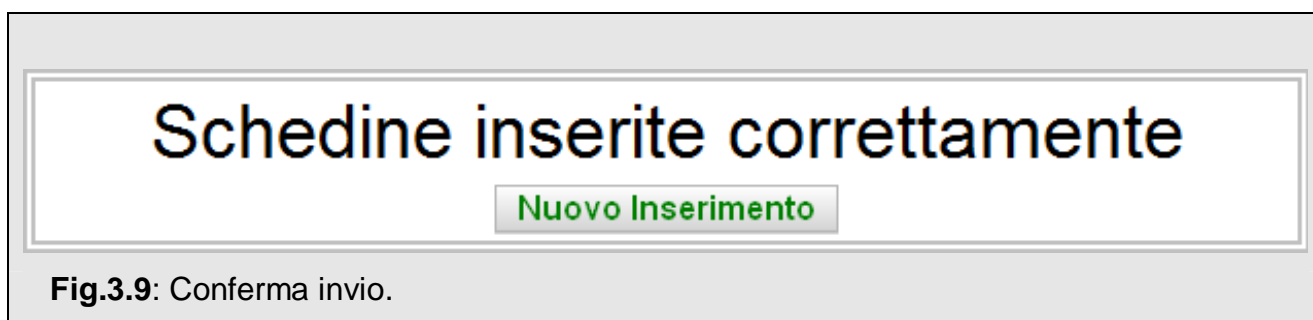 Schedine inserite correttamente
Nuovo Inserimento
Fig.3.9: Conferma invio.